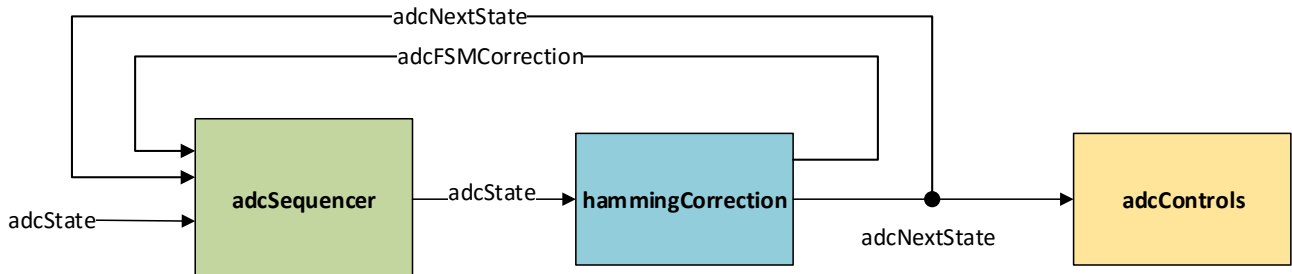 adcNextState
adcFSMCorrection
adcSequencer
adcState
hammingCorrection
adcControls
adcState
adcNextState